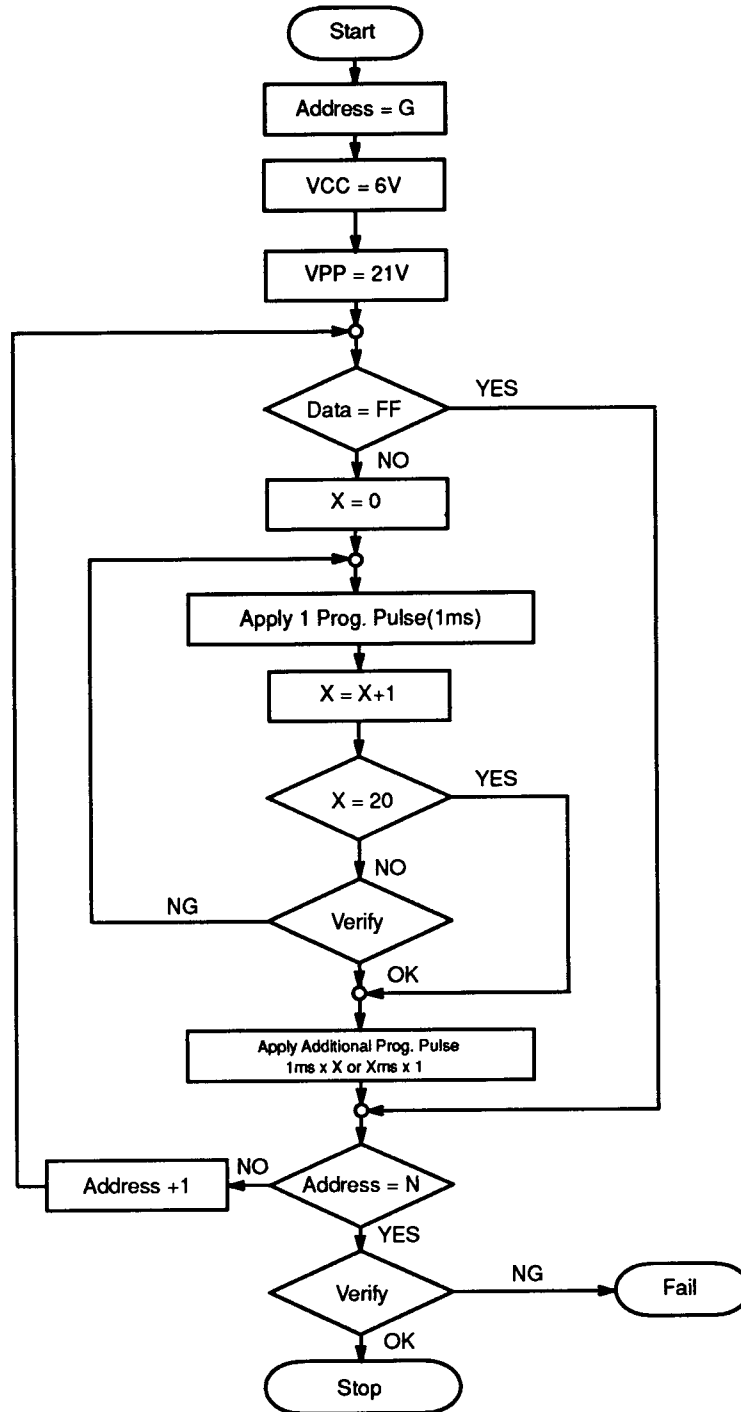 Start
Address = G
VCC = 6V
VPP = 21V
Data = FF
YES
NO
X = 0
Apply 1 Prog. Pulse(1ms)
X = X+1
X = 20
YES
NO
NG
Verify
OK
Apply Additional Prog. Pulse
1ms x X or Xms x 1
Address +1
NO
Address = N
YES
Verify
NG
Fail
OK
Stop